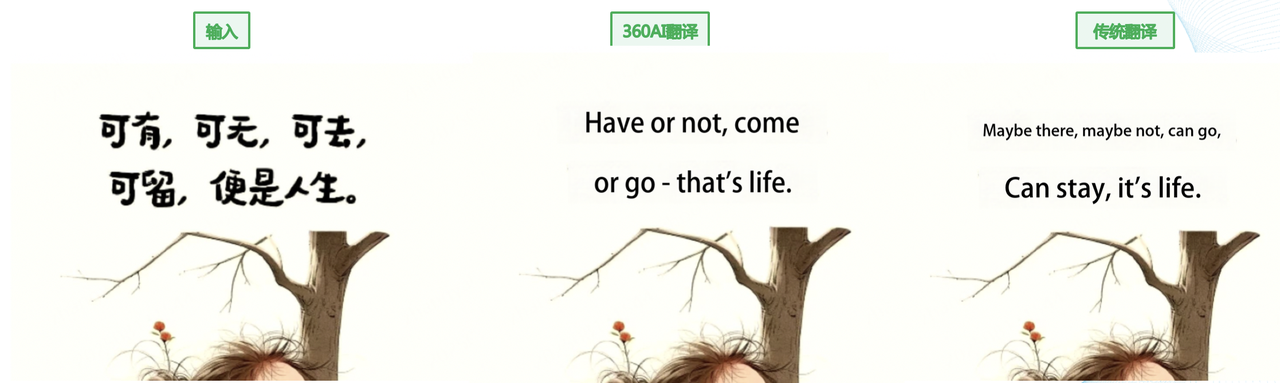 输入
可有，可无，可去，
可留，便是人生。
360AI翻译
Have or not, come
or go - that's life.
传统翻译
Maybe there, maybe not, can go,
Can stay, it's life.